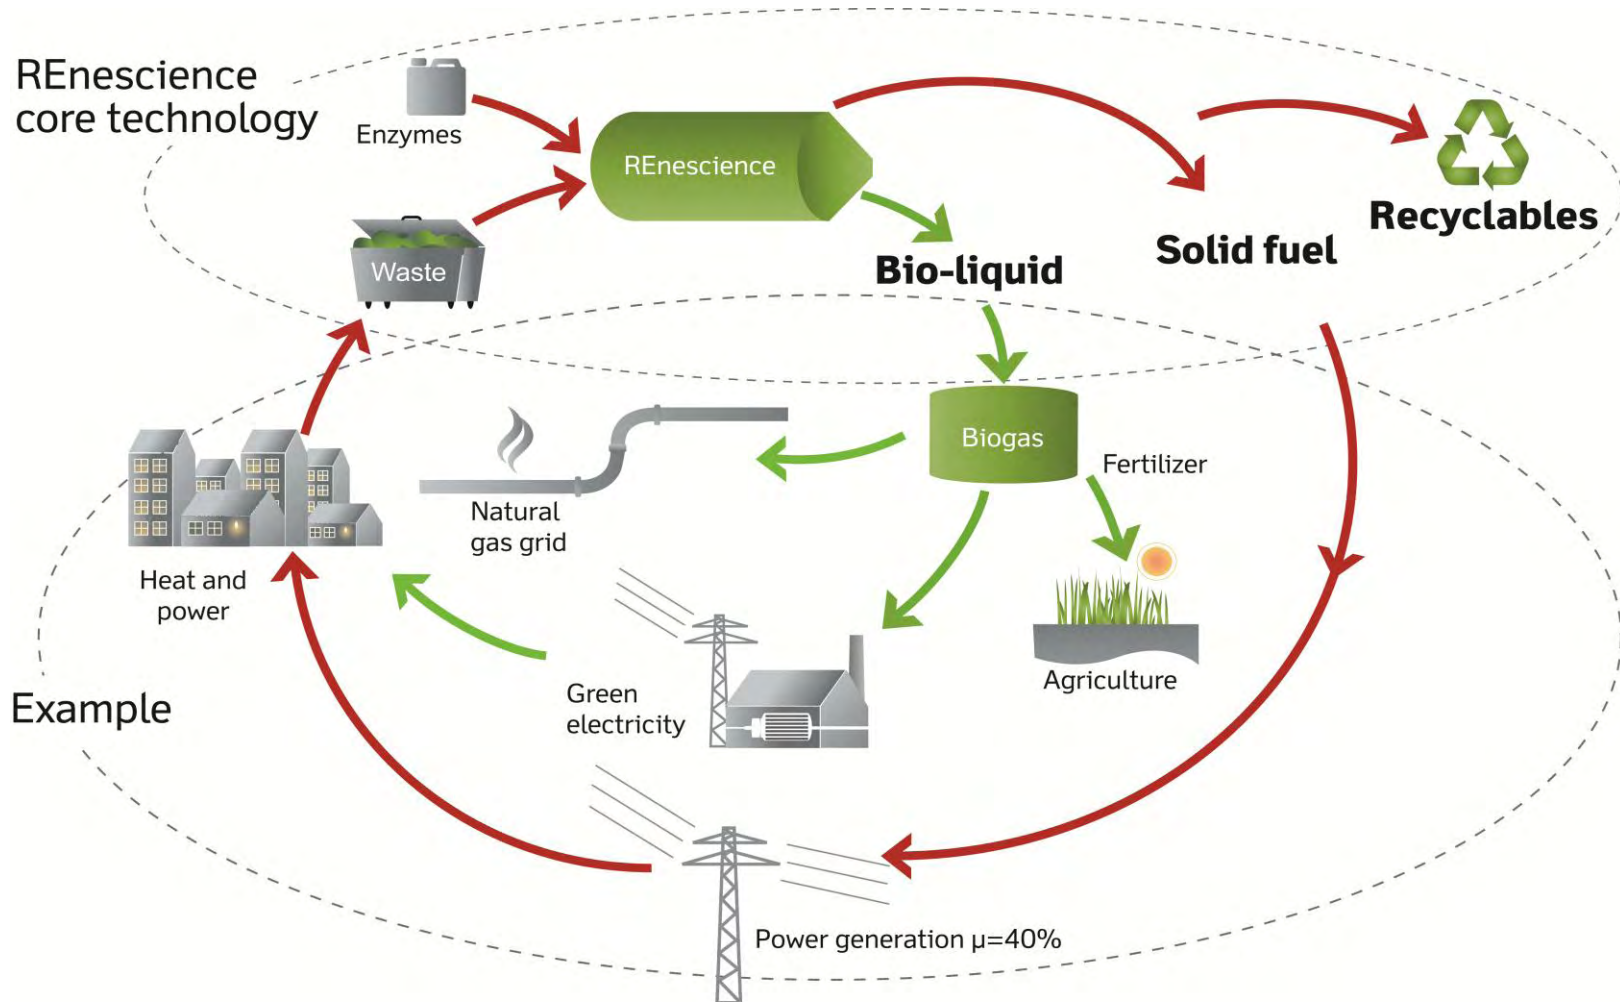 REnescience
core technology
Enzymes
REnescience
Waste
Bio-liquid
Solid fuel
Recyclables
Biogas
Fertilizer
Natural
gas grid
Heat and
power
Agriculture
Green
electricity
Example
Power generation µ=40%